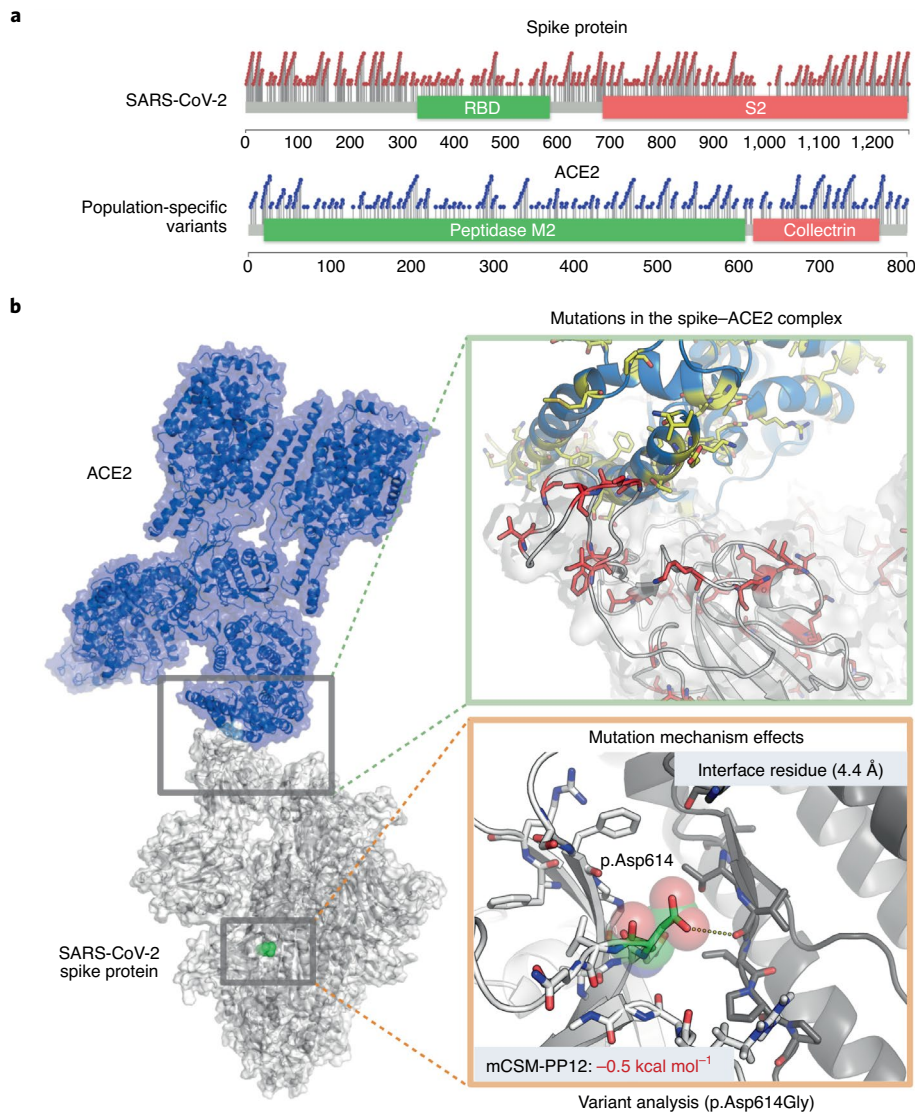 a
Spike protein
SARS-CoV-2
RBD
S2
0 100 200 300 400 500 600 700 800 900 1,000 1,100 1,200
ACE2
Population-specific
variants
Peptidase M2
Collectrin
0 100 200 300 400 500 600 700 800
b
Mutations in the spike–ACE2 complex
ACE2
SARS-CoV-2
spike protein
Mutation mechanism effects
Interface residue (4.4 Å)
p.Asp614
mCSM-PP12: –0.5 kcal mol⁻¹
Variant analysis (p.Asp614Gly)